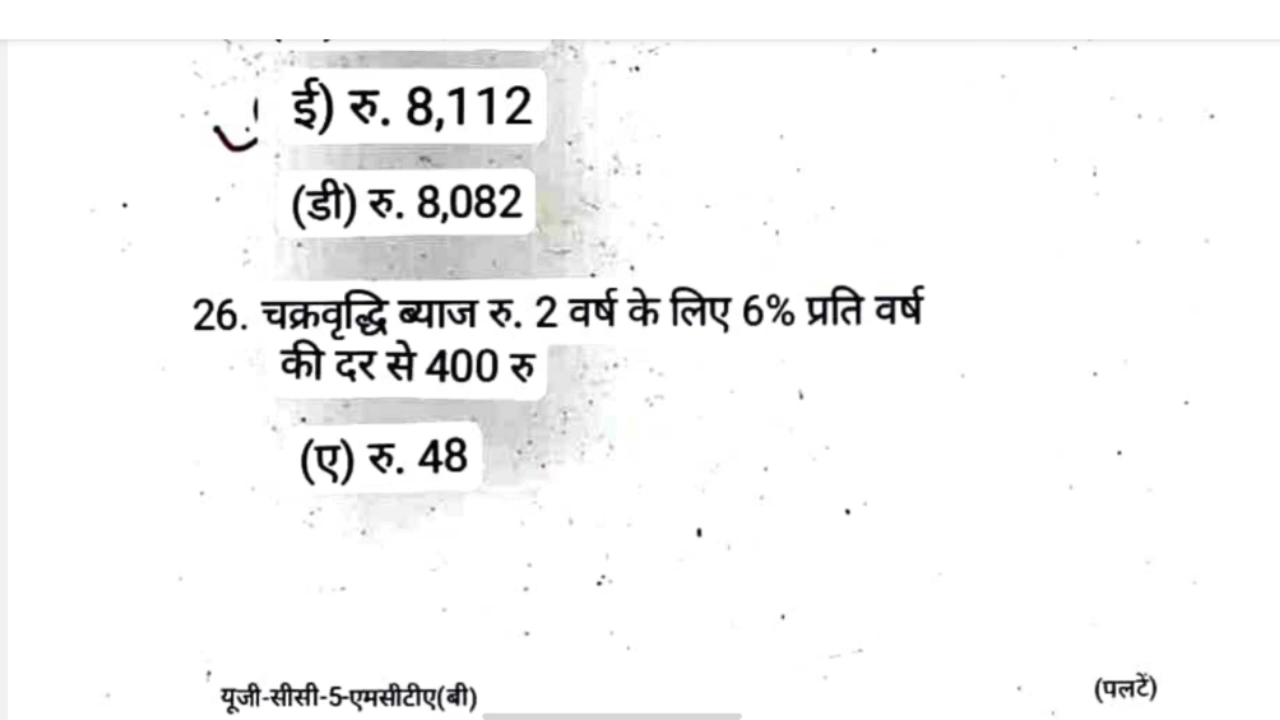 ई) रु. 8,112
(डी) रु. 8,082
26. चक्रवृद्धि ब्याज रु. 2 वर्ष के लिए 6% प्रति वर्ष
की दर से 400 रु
(ए) रु. 48
यूजी-सीसी-5-एमसीटीए(बी)
(पलटें)